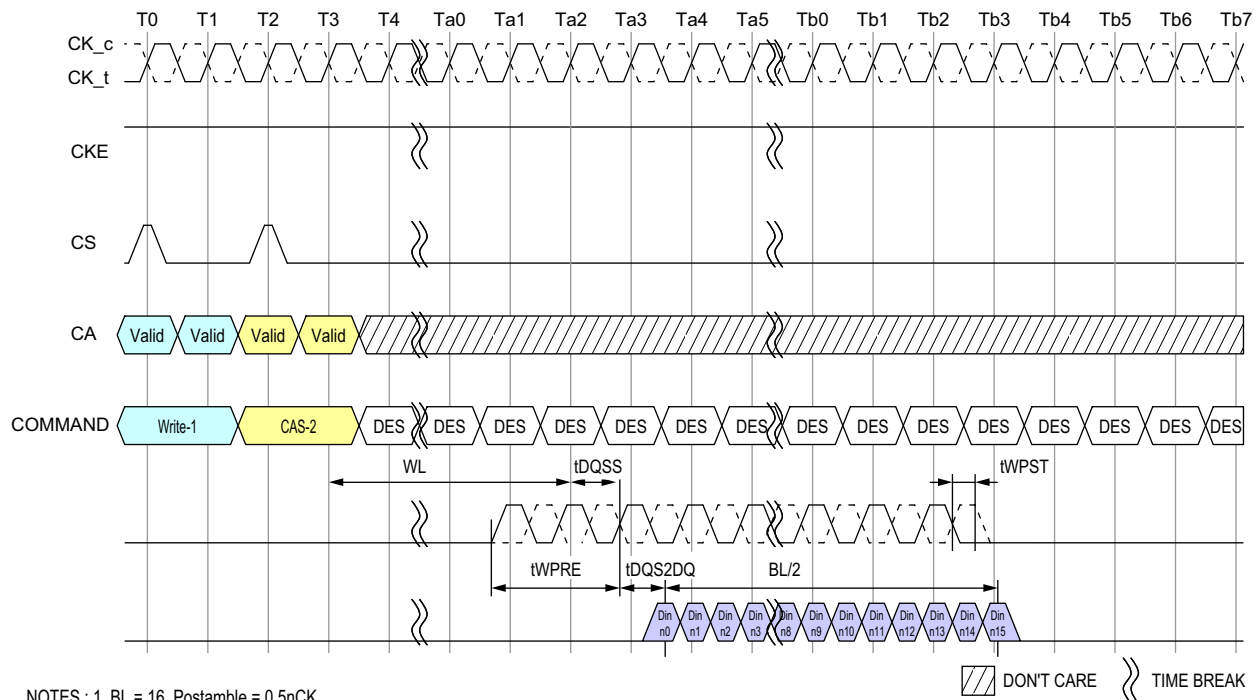 T0 T1 T2 T3 T4 Ta0 Ta1 Ta2 Ta3 Ta4 Ta5 Tb0 Tb1 Tb2 Tb3 Tb4 Tb5 Tb6 Tb7
CK_c
CK_t
CKE
CS
CA Valid Valid Valid Valid
COMMAND Write-1 CAS-2 DES DES DES DES DES DES DES DES DES DES DES DES DES DES DES
WL tDQSS tWPST
tWPRE tDQS2DQ BL/2
Din Din Din Din Din Din Din Din Din Din Din Din
n0 n1 n2 n3 n8 n9 n10 n11 n12 n13 n14 n15
DON'T CARE TIME BREAK
NOTES : 1. BL = 16, Postamble = 0.5nCK